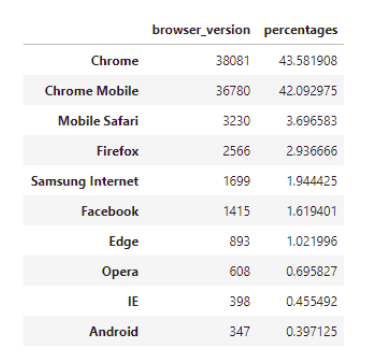 browser_version percentages
Chrome 38081 43.581908
Chrome Mobile 36780 42.092975
Mobile Safari 3230 3.696583
Firefox 2566 2.936666
Samsung Internet 1699 1.944425
Facebook 1415 1.619401
Edge 893 1.021996
Opera 608 0.695827
IE 398 0.455492
Android 347 0.397125